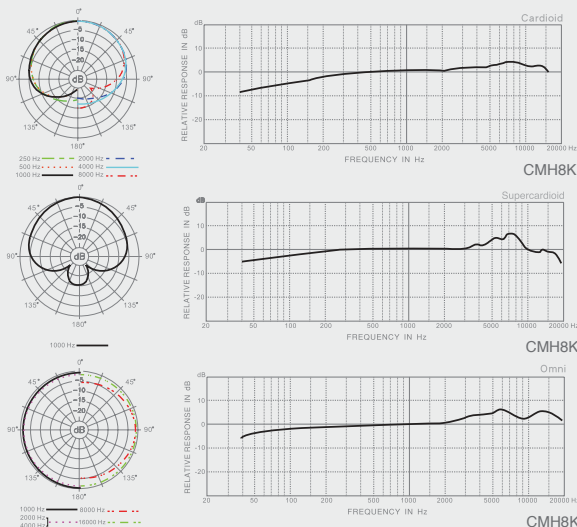 Cardioid
0°
45°
45°
90°
90°
135°
135°
180°
−5
−10
−15
−20
dB
250 Hz
2000 Hz
500 Hz
4000 Hz
1000 Hz
8000 Hz
RELATIVE RESPONSE IN dB
dB
10
0
-10
-20
20 50 100 200 500 1000 2000 5000 10000 20000 Hz
FREQUENCY IN Hz
CMH8K
Supercardioid
0°
45°
45°
90°
90°
135°
135°
180°
−5
−10
−15
−20
dB
1000 Hz
RELATIVE RESPONSE IN dB
dB
10
0
-10
-20
20 50 100 200 500 1000 2000 5000 10000 20000 Hz
FREQUENCY IN Hz
CMH8K
Omni
0°
45°
45°
90°
90°
135°
135°
180°
−5
−10
−15
−20
dB
1000 Hz
8000 Hz
2000 Hz
4000 Hz
16000 Hz
RELATIVE RESPONSE IN dB
dB
10
0
-10
-20
20 50 100 200 500 1000 2000 5000 10000 20000 Hz
FREQUENCY IN Hz
CMH8K